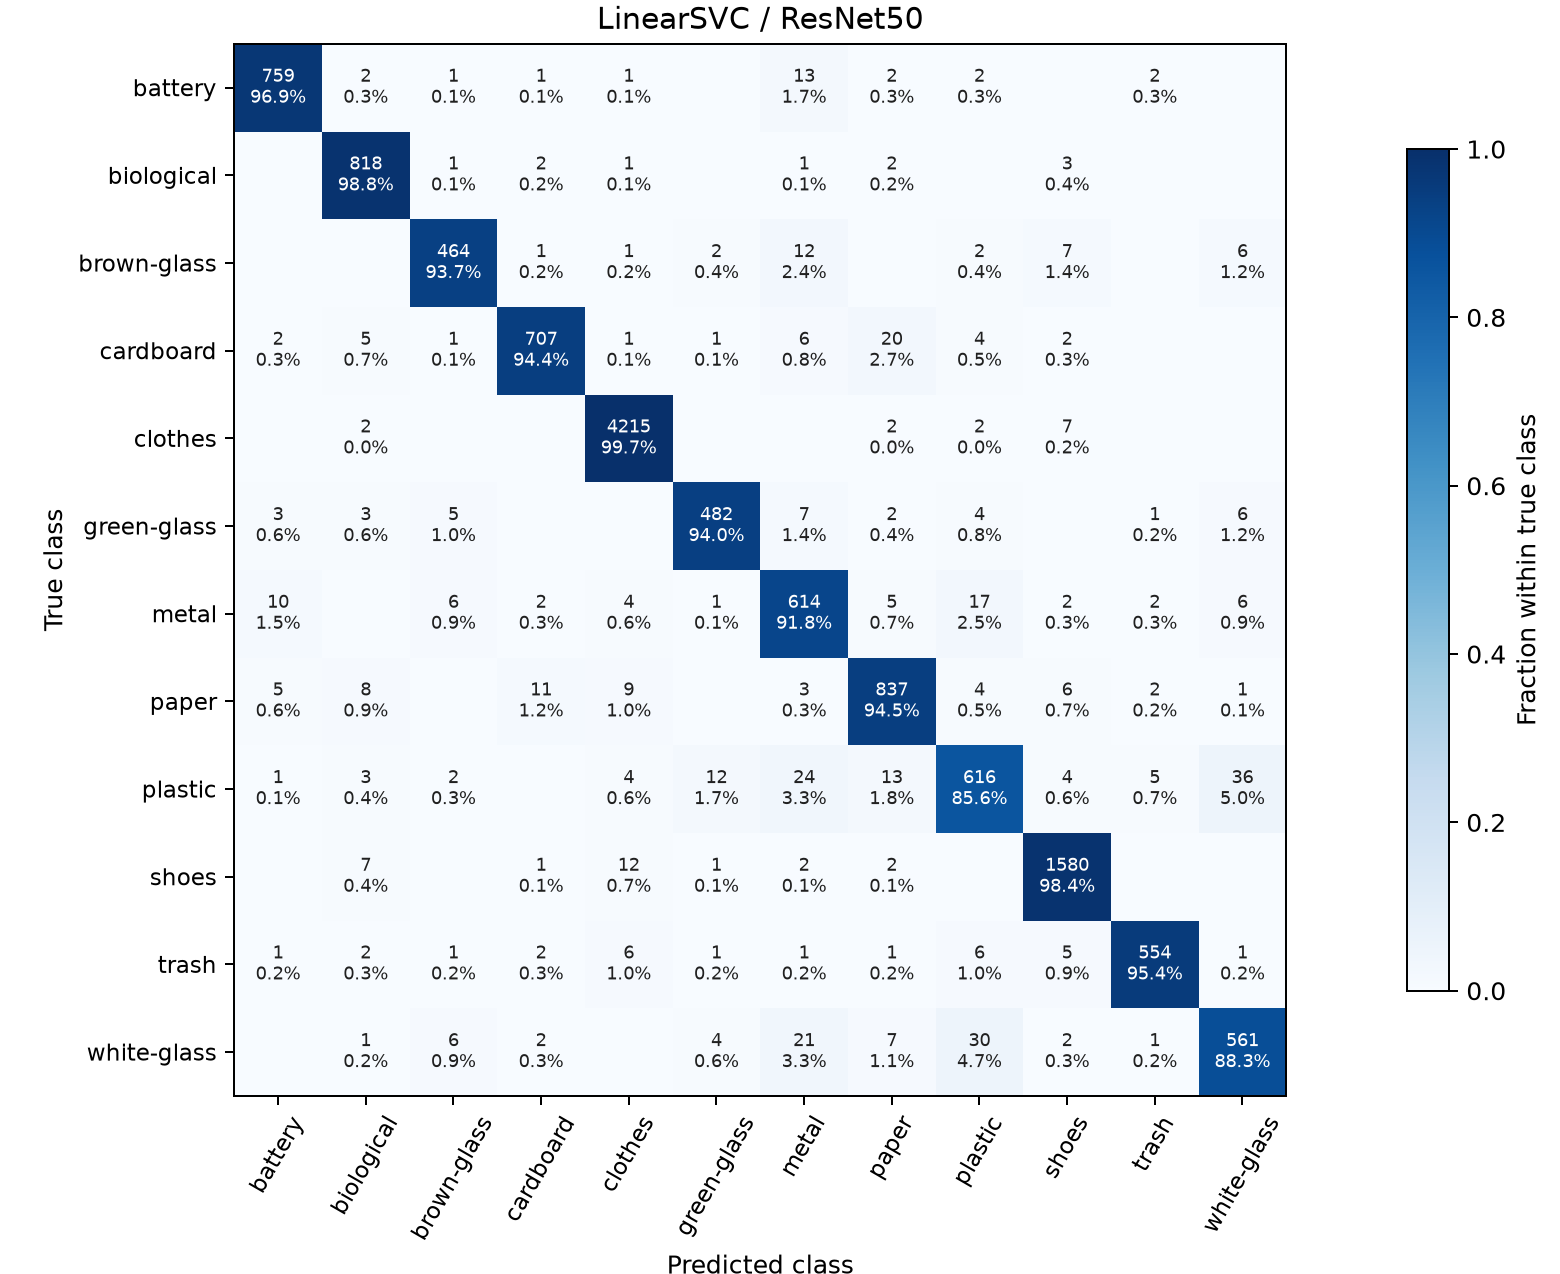 LinearSVC / ResNet50
battery
759 2 1 1 1 13 2 2 2
96.9% 0.3% 0.1% 0.1% 0.1% 1.7% 0.3% 0.3% 0.3%
biological
818 1 2 1 1 2 3
98.8% 0.1% 0.2% 0.1% 0.1% 0.2% 0.4%
brown-glass
464 1 1 2 12 2 7 6
93.7% 0.2% 0.2% 0.4% 2.4% 0.4% 1.4% 1.2%
cardboard
2 5 1 707 1 1 6 20 4 2
0.3% 0.7% 0.1% 94.4% 0.1% 0.1% 0.8% 2.7% 0.5% 0.3%
clothes
2 4215 2 2 7
0.0% 99.7% 0.0% 0.0% 0.2%
green-glass
3 3 5 482 7 2 4 1 6
0.6% 0.6% 1.0% 94.0% 1.4% 0.4% 0.8% 0.2% 1.2%
metal
10 6 2 4 1 614 5 17 2 2 6
1.5% 0.9% 0.3% 0.6% 0.1% 91.8% 0.7% 2.5% 0.3% 0.3% 0.9%
paper
5 8 11 9 3 837 4 6 2 1
0.6% 0.9% 1.2% 1.0% 0.3% 94.5% 0.5% 0.7% 0.2% 0.1%
plastic
1 3 2 4 12 24 13 616 4 5 36
0.1% 0.4% 0.3% 0.6% 1.7% 3.3% 1.8% 85.6% 0.6% 0.7% 5.0%
shoes
7 1 12 1 2 2 1580
0.4% 0.1% 0.7% 0.1% 0.1% 0.1% 98.4%
trash
1 2 1 2 6 1 1 1 6 5 554 1
0.2% 0.3% 0.2% 0.3% 1.0% 0.2% 0.2% 0.2% 1.0% 0.9% 95.4% 0.2%
white-glass
1 6 2 4 21 7 30 2 1 561
0.2% 0.9% 0.3% 0.6% 3.3% 1.1% 4.7% 0.3% 0.2% 88.3%
True class
battery
biological
brown-glass
cardboard
clothes
green-glass
metal
paper
plastic
shoes
trash
white-glass
Predicted class
1.0
0.8
0.6
0.4
0.2
0.0
Fraction within true class